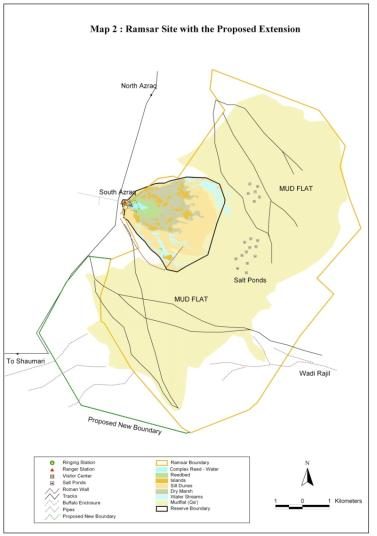 Map 2 : Ramsar Site with the Proposed Extension
North Azraq
South Azraq
MUD FLAT
Salt Ponds
MUD FLAT
To Shaumari
Wadi Rajil
Proposed New Boundary
Ringing Station
Ranger Station
Visitor Center
Salt Ponds
Roman Wall
Tracks
Buffalo Enclosure
Pipes
Proposed New Boundary
Ramsar Boundary
Complex Reed - Water
Reedbed
Islands
Silt Dunes
Dry Marsh
Water Streams
Mudflat (Qa')
Reserve Boundary
N
1 0 1 Kilometers